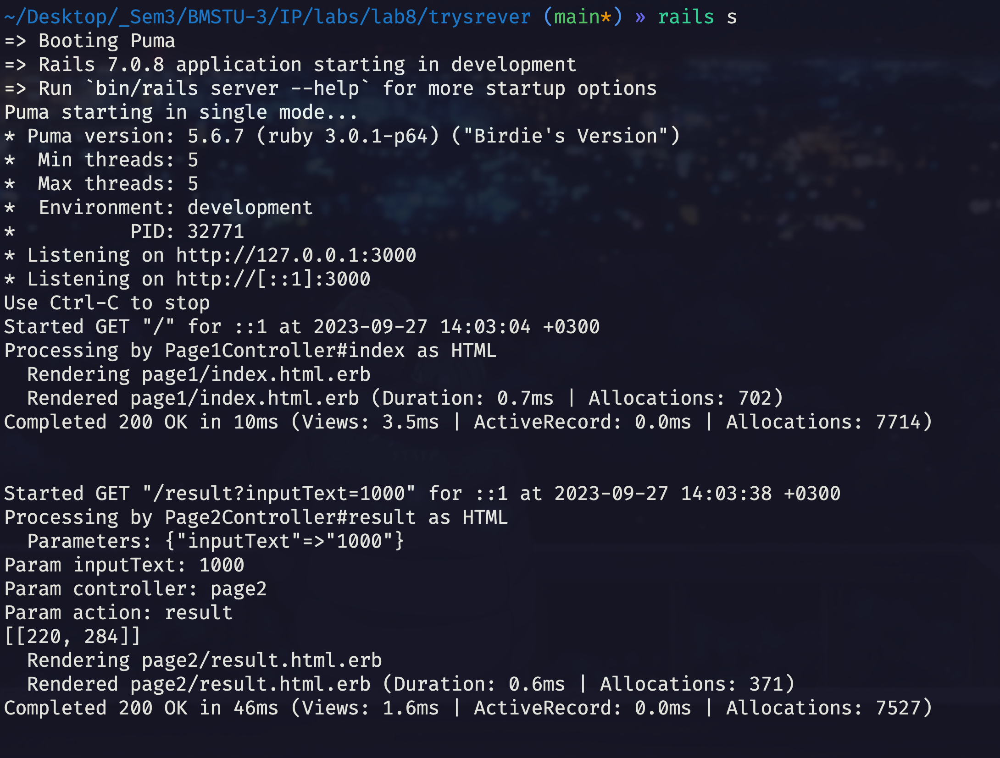 ~/Desktop/_Sem3/BMSTU-3/IP/labs/lab8/trysrever (main*) » rails s
=> Booting Puma
=> Rails 7.0.8 application starting in development
=> Run `bin/rails server --help` for more startup options
Puma starting in single mode...
* Puma version: 5.6.7 (ruby 3.0.1-p64) ("Birdie's Version")
*  Min threads: 5
*  Max threads: 5
*  Environment: development
*          PID: 32771
* Listening on http://127.0.0.1:3000
* Listening on http://[::1]:3000
Use Ctrl-C to stop
Started GET "/" for ::1 at 2023-09-27 14:03:04 +0300
Processing by Page1Controller#index as HTML
  Rendering page1/index.html.erb
  Rendered page1/index.html.erb (Duration: 0.7ms | Allocations: 702)
Completed 200 OK in 10ms (Views: 3.5ms | ActiveRecord: 0.0ms | Allocations: 7714)
Started GET "/result?inputText=1000" for ::1 at 2023-09-27 14:03:38 +0300
Processing by Page2Controller#result as HTML
  Parameters: {"inputText"=>"1000"}
Param inputText: 1000
Param controller: page2
Param action: result
[[220, 284]]
  Rendering page2/result.html.erb
  Rendered page2/result.html.erb (Duration: 0.6ms | Allocations: 371)
Completed 200 OK in 46ms (Views: 1.6ms | ActiveRecord: 0.0ms | Allocations: 7527)